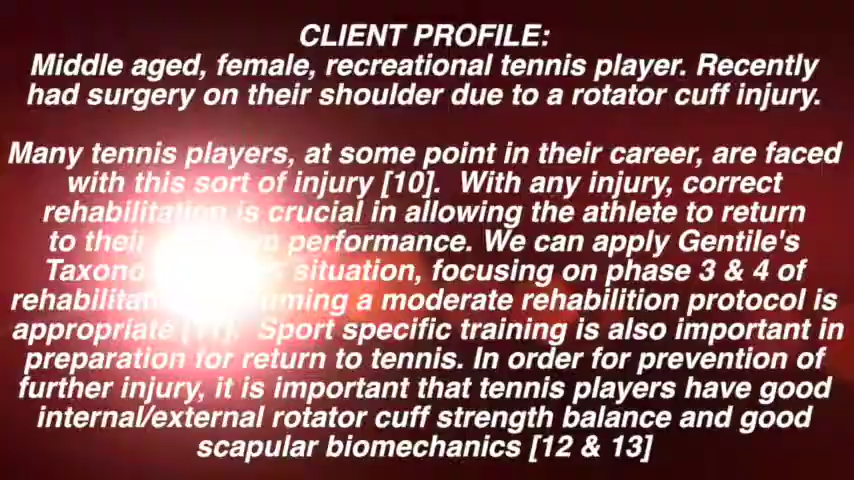 CLIENT PROFILE:
Middle aged, female, recreational tennis player. Recently
had surgery on their shoulder due to a rotator cuff injury.
Many tennis players, at some point in their career, are faced
with this sort of injury [10]. With any injury, correct
rehabilitation is crucial in allowing the athlete to return
to their performance. We can apply Gentile's
situation, focusing on phase 3 & 4 of
a moderate rehabilition protocol is
appropriate [11]. Sport specific training is also important in
preparation for return to tennis. In order for prevention of
further injury, it is important that tennis players have good
internal/external rotator cuff strength balance and good
scapular biomechanics [12 & 13]